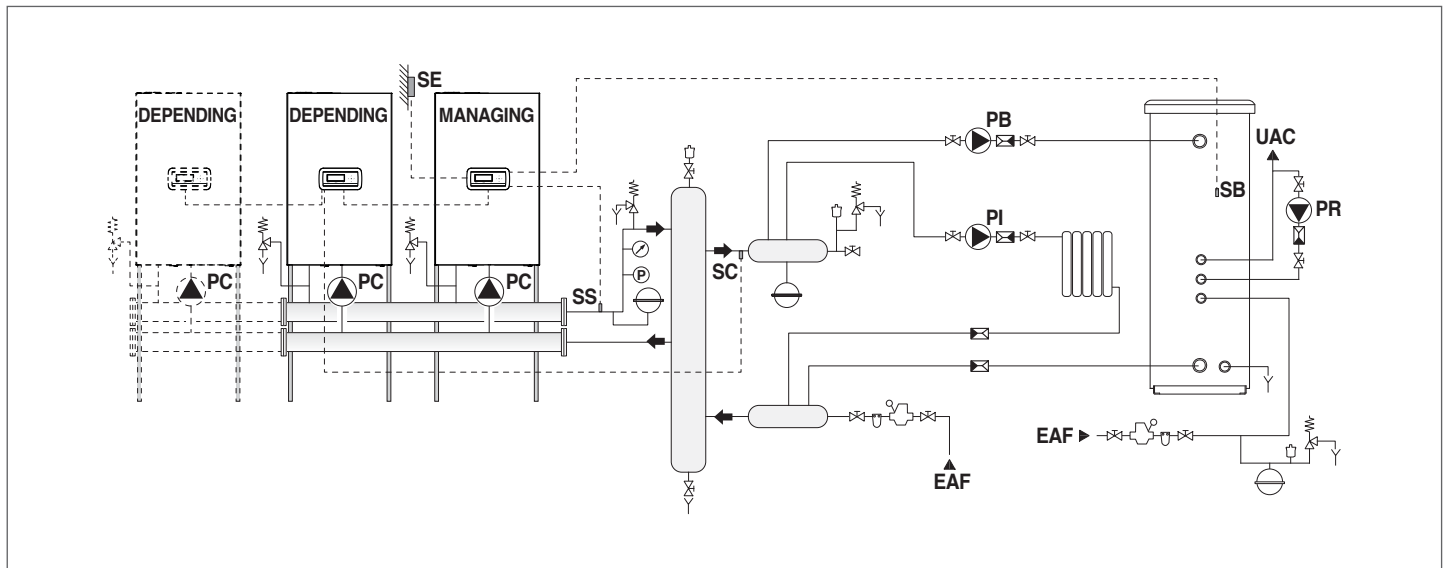 SE
DEPENDING
DEPENDING
MANAGING
PB
UAC
SB
PR
PI
PC
PC
PC
SS
SC
P
EAF
EAF